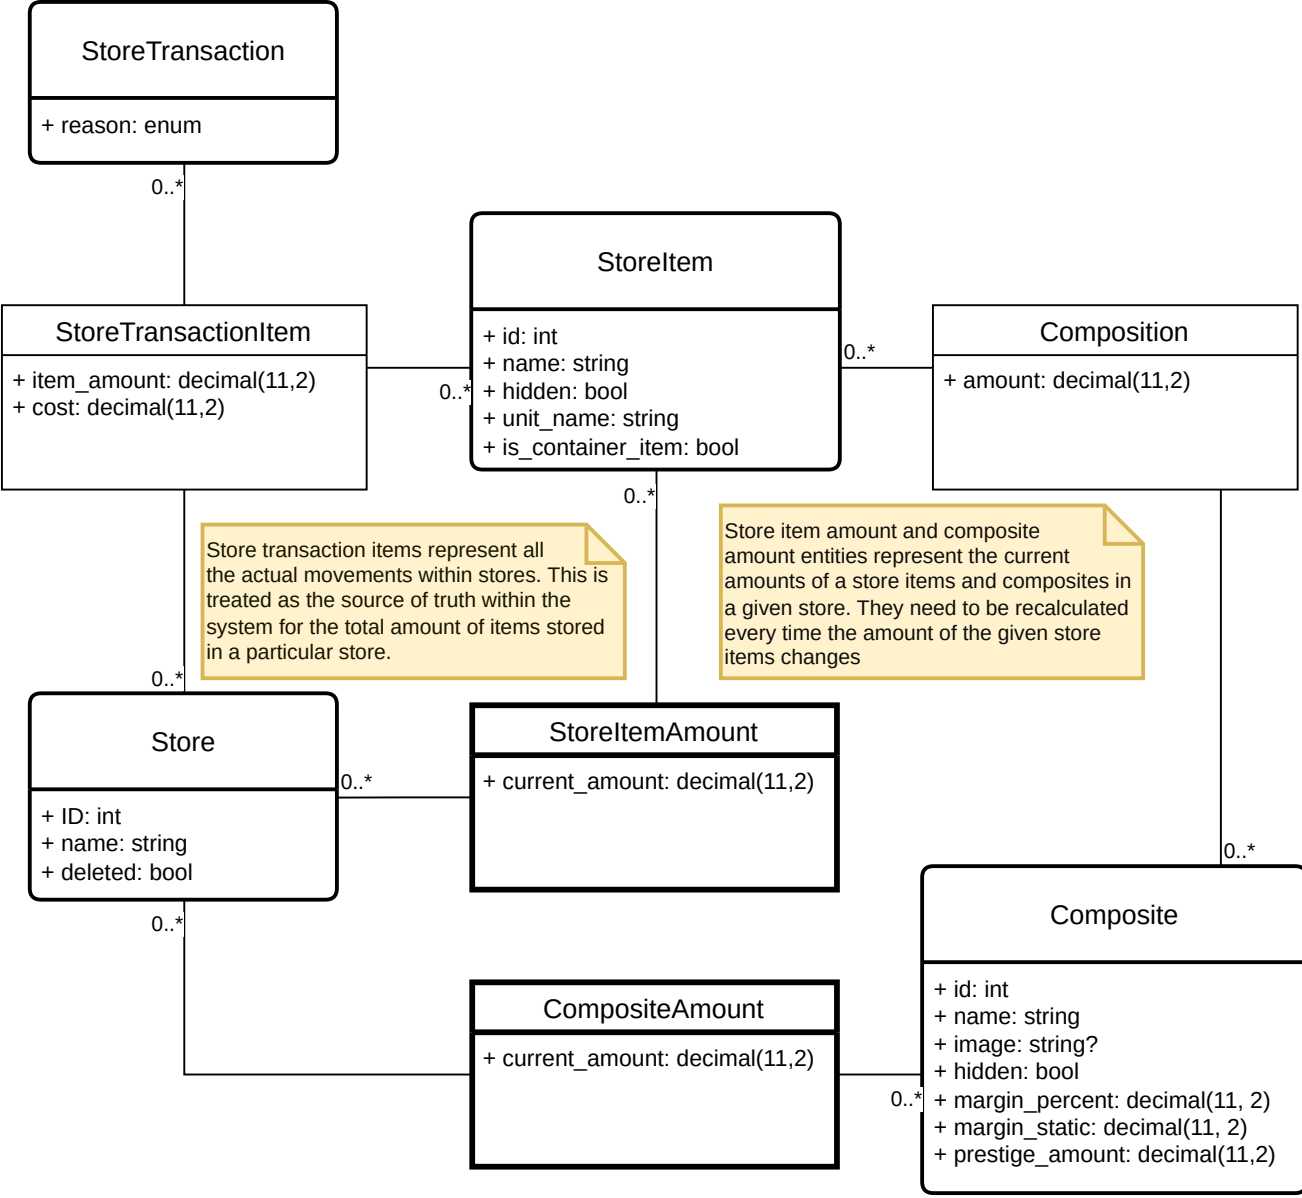 StoreTransaction
+ reason: enum
0..*
StoreItem
+ id: int
+ name: string
+ hidden: bool
+ unit_name: string
+ is_container_item: bool
StoreTransactionItem
+ item_amount: decimal(11,2)
+ cost: decimal(11,2)
0..*
0..*
Composition
+ amount: decimal(11,2)
0..*
Store transaction items represent all
the actual movements within stores. This is
treated as the source of truth within the
system for the total amount of items stored
in a particular store.
Store item amount and composite
amount entities represent the current
amounts of a store items and composites in
a given store. They need to be recalculated
every time the amount of the given store
items changes
0..*
Store
+ ID: int
+ name: string
+ deleted: bool
0..*
StoreItemAmount
+ current_amount: decimal(11,2)
0..*
0..*
Composite
+ id: int
+ name: string
+ image: string?
+ hidden: bool
+ margin_percent: decimal(11, 2)
+ margin_static: decimal(11, 2)
+ prestige_amount: decimal(11,2)
CompositeAmount
+ current_amount: decimal(11,2)
0..*